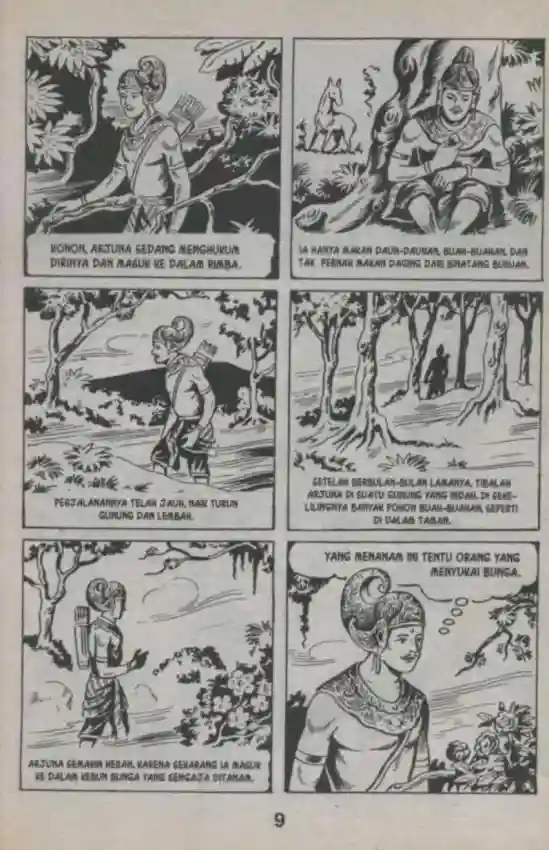 KONON, ARJUNA SEDANG MENGHUKUM
DIRINYA DAN MASUK KE DALAM RIMBA.
IA HANYA MAKAN DAUN-DAUNAN, BUAH-BUAHAN, DAN
TAK PERNAH MAKAN DAGING DARI BINATANG BURUAN.
PERJALANANNYA TELAH JAUH, NAIK TURUN
GUNUNG DAN LEMBAH.
SETELAH BERBULAN-BULAN LAMANYA, TIBALAH
ARJUNA DI SUATU GUNUNG YANG INDAH. DI SEKE-
LILINGNYA BANYAK POHON BUAH-BUAHAN, SEPERTI
DI DALAM TAMAN.
ARJUNA SEMAKIN HERAN, KARENA SEKARANG IA MASUK
KE DALAM KEBUN BUNGA YANG SENGAJA DITANAM.
YANG MENANAM INI TENTU ORANG YANG
MENYUKAI BUNGA.
9